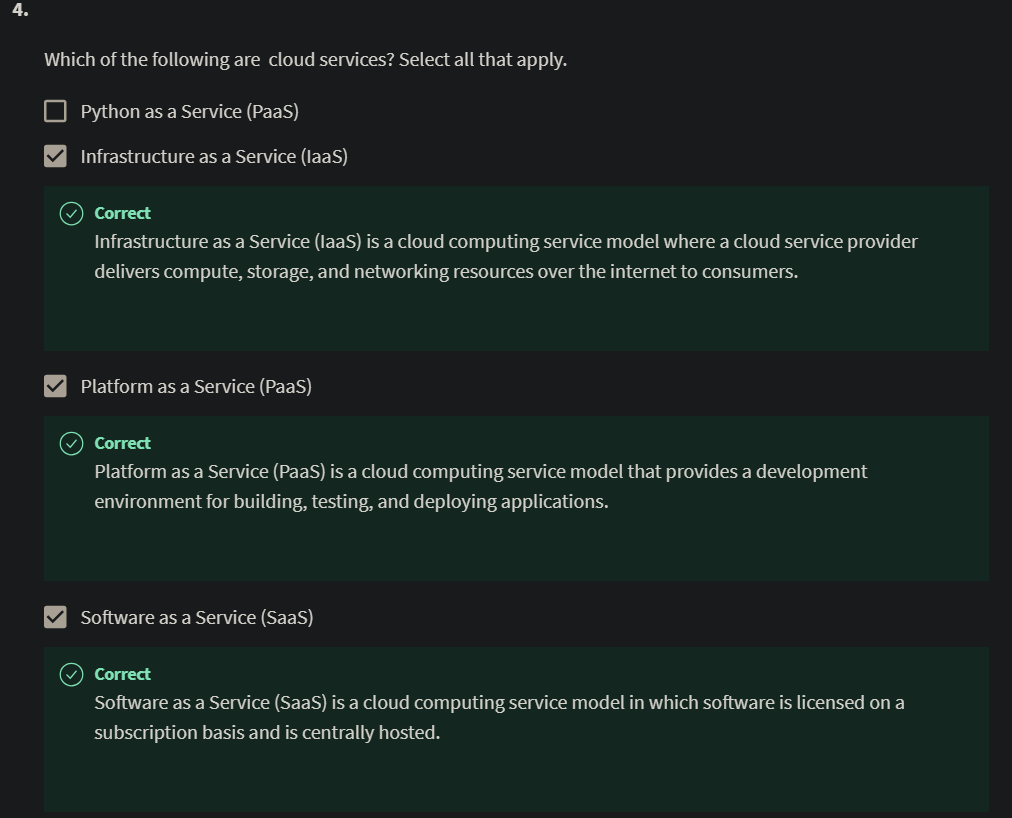 4.
Which of the following are  cloud services? Select all that apply.
Python as a Service (PaaS)
Infrastructure as a Service (IaaS)
Correct
Infrastructure as a Service (IaaS) is a cloud computing service model where a cloud service provider
delivers compute, storage, and networking resources over the internet to consumers.
Platform as a Service (PaaS)
Correct
Platform as a Service (PaaS) is a cloud computing service model that provides a development
environment for building, testing, and deploying applications.
Software as a Service (SaaS)
Correct
Software as a Service (SaaS) is a cloud computing service model in which software is licensed on a
subscription basis and is centrally hosted.